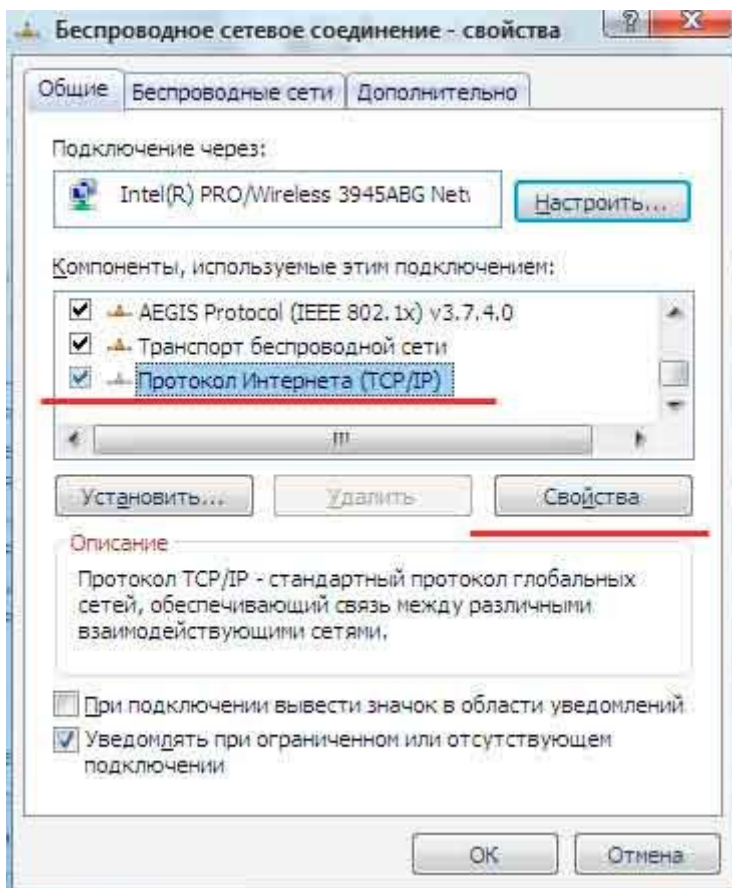 Беспроводное сетевое соединение - свойства
Общие Беспроводные сети Дополнительно
Подключение через:
Intel(R) PRO/Wireless 3945ABG Net
Настроить...
Компоненты, используемые этим подключением:
AEGIS Protocol (IEEE 802.1x) v3.7.4.0
Транспорт беспроводной сети
Протокол Интернета (TCP/IP)
Установить... Удалить Свойства
Описание
Протокол TCP/IP - стандартный протокол глобальных
сетей, обеспечивающий связь между различными
взаимодействующими сетями.
При подключении вывести значок в области уведомлений
Уведомлять при ограниченном или отсутствующем
подключении
ОК Отмена